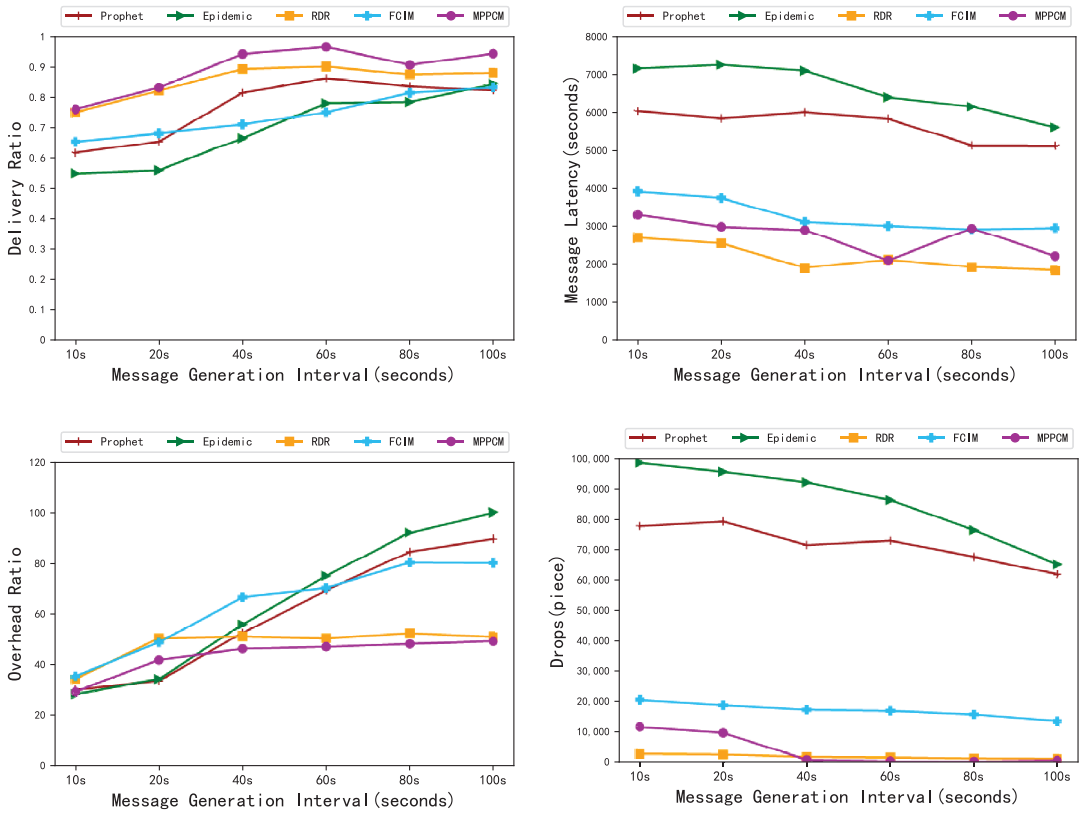 Prophet Epidemic RDR FCIM MPPCM
1
0.9
0.8
0.7
0.6
0.5
0.4
0.3
0.2
0.1
0
Delivery Ratio
10s 20s 40s 60s 80s 100s
Message Generation Interval(seconds)
Prophet Epidemic RDR FCIM MPPCM
8000
7000
6000
5000
4000
3000
2000
1000
0
Message Latency(seconds)
10s 20s 40s 60s 80s 100s
Message Generation Interval(seconds)
Prophet Epidemic RDR FCIM MPPCM
120
100
80
60
40
20
0
Overhead Ratio
10s 20s 40s 60s 80s 100s
Message Generation Interval(seconds)
Prophet Epidemic RDR FCIM MPPCM
100,000
90,000
80,000
70,000
60,000
50,000
40,000
30,000
20,000
10,000
0
Drops(piece)
10s 20s 40s 60s 80s 100s
Message Generation Interval(seconds)